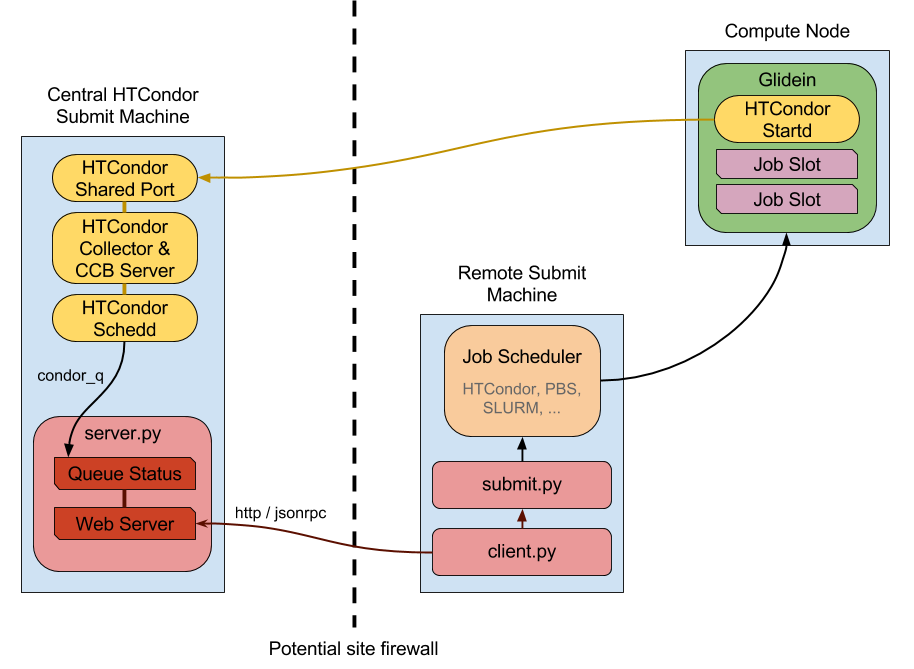 Compute Node
Glidein
HTCondor
Startd
Job Slot
Job Slot
Central HTCondor
Submit Machine
HTCondor
Shared Port
HTCondor
Collector &
CCB Server
HTCondor
Schedd
condor_q
server.py
Queue Status
Web Server
http / jsonrpc
Remote Submit
Machine
Job Scheduler
HTCondor, PBS,
SLURM, ...
submit.py
client.py
Potential site firewall